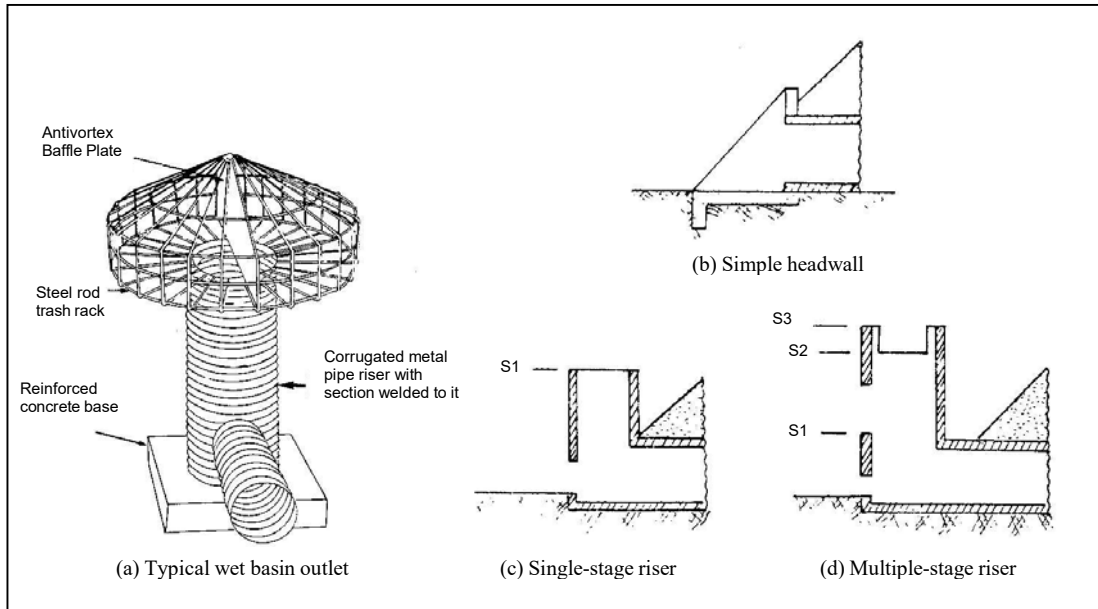 Antivortex
Baffle Plate
Steel rod
trash rack
Reinforced
concrete base
Corrugated metal
pipe riser with
section welded to it
(a) Typical wet basin outlet
(b) Simple headwall
S1
(c) Single-stage riser
S3
S2
S1
(d) Multiple-stage riser